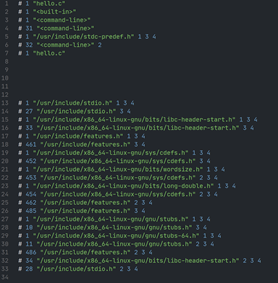 1 # 1 "hello.c"
2 # 1 "<built-in>"
3 # 1 "<command-line>"
4 # 31 "<command-line>"
5 # 1 "/usr/include/stdc-predef.h" 1 3 4
6 # 32 "<command-line>" 2
7 # 1 "hello.c"
8
9
10
11
12
13 # 1 "/usr/include/stdio.h" 1 3 4
14 # 27 "/usr/include/stdio.h" 3 4
15 # 1 "/usr/include/x86_64-linux-gnu/bits/libc-header-start.h" 1 3 4
16 # 33 "/usr/include/x86_64-linux-gnu/bits/libc-header-start.h" 3 4
17 # 1 "/usr/include/features.h" 1 3 4
18 # 461 "/usr/include/features.h" 3 4
19 # 1 "/usr/include/x86_64-linux-gnu/sys/cdefs.h" 1 3 4
20 # 452 "/usr/include/x86_64-linux-gnu/sys/cdefs.h" 3 4
21 # 1 "/usr/include/x86_64-linux-gnu/bits/wordsize.h" 1 3 4
22 # 453 "/usr/include/x86_64-linux-gnu/sys/cdefs.h" 2 3 4
23 # 1 "/usr/include/x86_64-linux-gnu/bits/long-double.h" 1 3 4
24 # 454 "/usr/include/x86_64-linux-gnu/sys/cdefs.h" 2 3 4
25 # 462 "/usr/include/features.h" 2 3 4
26 # 485 "/usr/include/features.h" 3 4
27 # 1 "/usr/include/x86_64-linux-gnu/gnu/stubs.h" 1 3 4
28 # 10 "/usr/include/x86_64-linux-gnu/gnu/stubs.h" 3 4
29 # 1 "/usr/include/x86_64-linux-gnu/gnu/stubs-64.h" 1 3 4
30 # 11 "/usr/include/x86_64-linux-gnu/gnu/stubs.h" 2 3 4
31 # 486 "/usr/include/features.h" 2 3 4
32 # 34 "/usr/include/x86_64-linux-gnu/bits/libc-header-start.h" 2 3 4
33 # 28 "/usr/include/stdio.h" 2 3 4
34